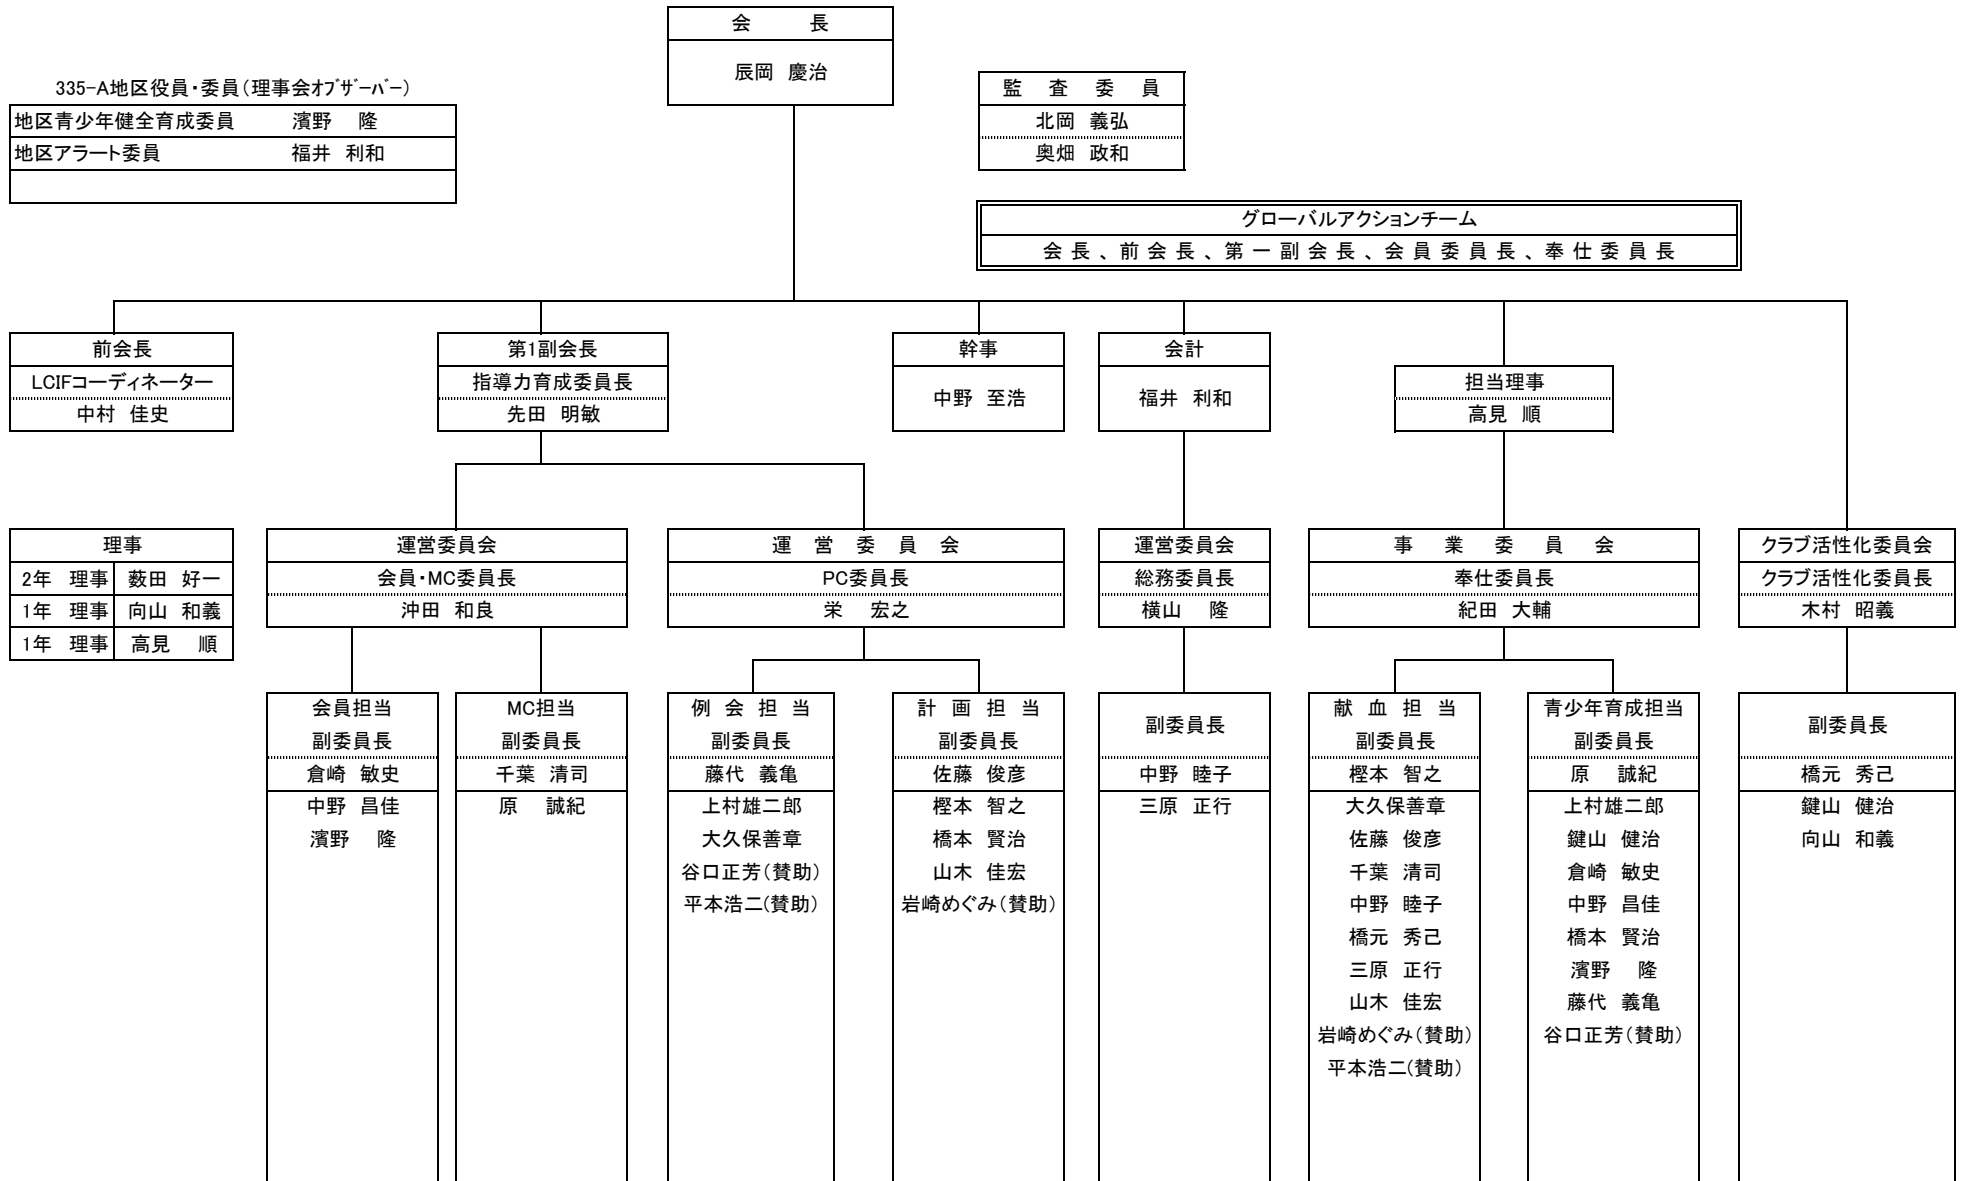 会　長
辰岡 慶治
335-A地区役員・委員（理事会ｵﾌﾞｻﾞｰﾊﾞｰ）
地区青少年健全育成委員 濱野 隆
地区アラート委員 福井 利和
監 査 委 員
北岡 義弘
奥畑 政和
グローバルアクションチーム
会長、前会長、第一副会長、会員委員長、奉仕委員長
前会長
LCIFコーディネーター
中村 佳史
第1副会長
指導力育成委員長
先田 明敏
幹事
中野 至浩
会計
福井 利和
担当理事
高見 順
理事
2年 理事 薮田 好一
1年 理事 向山 和義
1年 理事 高見 順
運営委員会
会員・MC委員長
沖田 和良
運 営 委 員 会
PC委員長
栄 宏之
運営委員会
総務委員長
横山 隆
事 業 委 員 会
奉仕委員長
紀田 大輔
クラブ活性化委員会
クラブ活性化委員長
木村 昭義
会員担当
副委員長
倉崎 敏史
中野 昌佳
濱野 隆
MC担当
副委員長
千葉 清司
原 誠紀
例 会 担 当
副委員長
藤代 義亀
上村雄二郎
大久保善章
谷口正芳（賛助）
平本浩二(賛助）
計 画 担 当
副委員長
佐藤 俊彦
樫本 智之
橋本 賢治
山木 佳宏
岩崎めぐみ（賛助）
副委員長
中野 睦子
三原 正行
献 血 担 当
副委員長
樫本 智之
大久保善章
佐藤 俊彦
千葉 清司
中野 睦子
橋元 秀己
三原 正行
山木 佳宏
岩崎めぐみ（賛助）
平本浩二(賛助）
青少年育成担当
副委員長
原 誠紀
上村雄二郎
鍵山 健治
倉崎 敏史
中野 昌佳
橋本 賢治
濱野 隆
藤代 義亀
谷口正芳（賛助）
副委員長
橋元 秀己
鍵山 健治
向山 和義